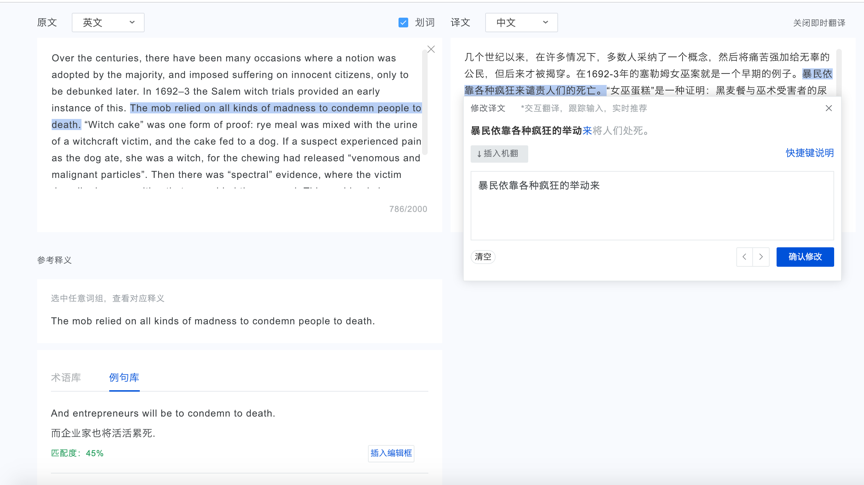 原文
英文
划词
译文
中文
关闭即时翻译
Over the centuries, there have been many occasions where a notion was
adopted by the majority, and imposed suffering on innocent citizens, only to
be debunked later. In 1692–3 the Salem witch trials provided an early
instance of this. The mob relied on all kinds of madness to condemn people to
death. “Witch cake” was one form of proof: rye meal was mixed with the urine
of a witchcraft victim, and the cake fed to a dog. If a suspect experienced pain
as the dog ate, she was a witch, for the chewing had released “venomous and
malignant particles”. Then there was “spectral” evidence, where the victim
786/2000
几个世纪以来，在许多情况下，多数人采纳了一个概念，然后将痛苦强加给无辜的
公民，但后来才被揭穿。在1692-3年的塞勒姆女巫案就是一个早期的例子。暴民依
靠各种疯狂来谴责人们的死亡。“女巫蛋糕”是一种证明：黑麦餐与巫术受害者的尿
修改译文
*交互翻译，跟踪输入，实时推荐
暴民依靠各种疯狂的举动来将人们处死。
↓插入机翻
快捷键说明
暴民依靠各种疯狂的举动来
清空
确认修改
参考释义
选中任意词组，查看对应释义
The mob relied on all kinds of madness to condemn people to death.
术语库
例句库
And entrepreneurs will be to condemn to death.
而企业家也将活活累死.
匹配度：45%
插入编辑框